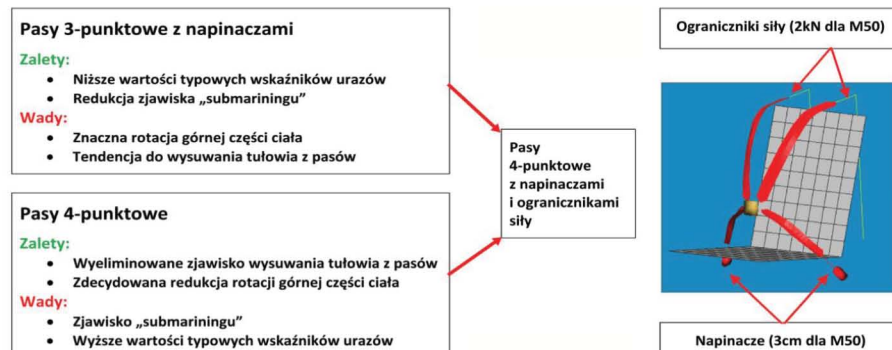 Pasy 3-punktowe z napinaczami
Zalety:
• Niższe wartości typowych wskaźników urazów
• Redukcja zjawiska „submariningu”
Wady:
• Znaczna rotacja górnej części ciała
• Tendencja do wysuwania tułowia z pasów
Pasy 4-punktowe
Zalety:
• Wyeliminowane zjawisko wysuwania tułowia z pasów
• Zdecydowana redukcja rotacji górnej części ciała
Wady:
• Zjawisko „submariningu”
• Wyższe wartości typowych wskaźników urazów
Pasy
4-punktowe
z napinaczami
i ogranicznikami
siły
Ograniczniki siły (2kN dla M50)
Napinacze (3cm dla M50)